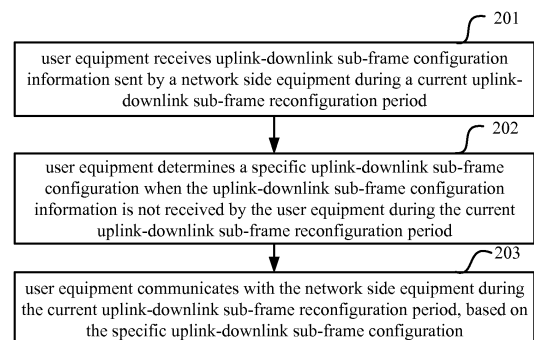 201
user equipment receives uplink-downlink sub-frame configuration
information sent by a network side equipment during a current uplink-
downlink sub-frame reconfiguration period
202
user equipment determines a specific uplink-downlink sub-frame
configuration when the uplink-downlink sub-frame configuration
information is not received by the user equipment during the current
uplink-downlink sub-frame reconfiguration period
203
user equipment communicates with the network side equipment during
the current uplink-downlink sub-frame reconfiguration period, based on
the specific uplink-downlink sub-frame configuration